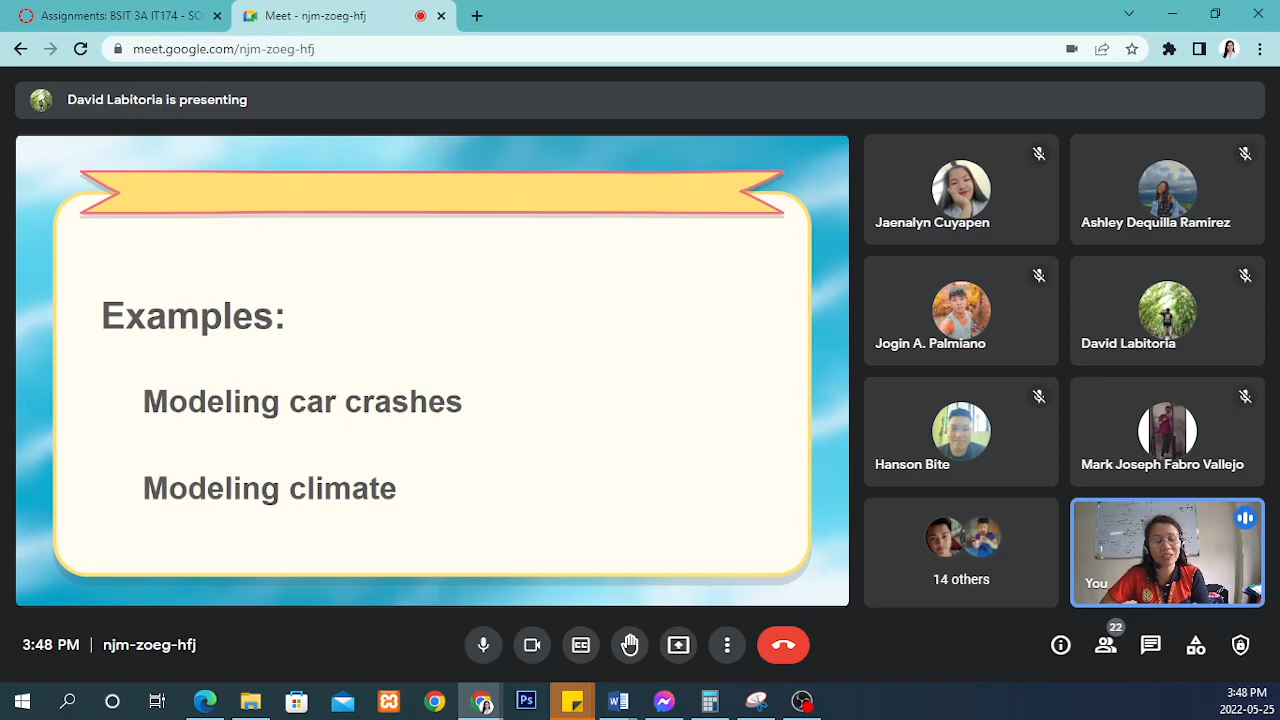 Assignments: BSIT 3A IT174 - SO
Meet - njm-zoeg-hfj
meet.google.com/njm-zoeg-hfj
David Labitoria is presenting
Examples:
Modeling car crashes
Modeling climate
Jaenalyn Cuyapen
Ashley Dequilla Ramirez
Jogin A. Palmiano
David Labitoria
Hanson Bite
Mark Joseph Fabro Vallejo
14 others
You
3:48 PM | njm-zoeg-hfj
22
Ps
3:48 PM
2022-05-25